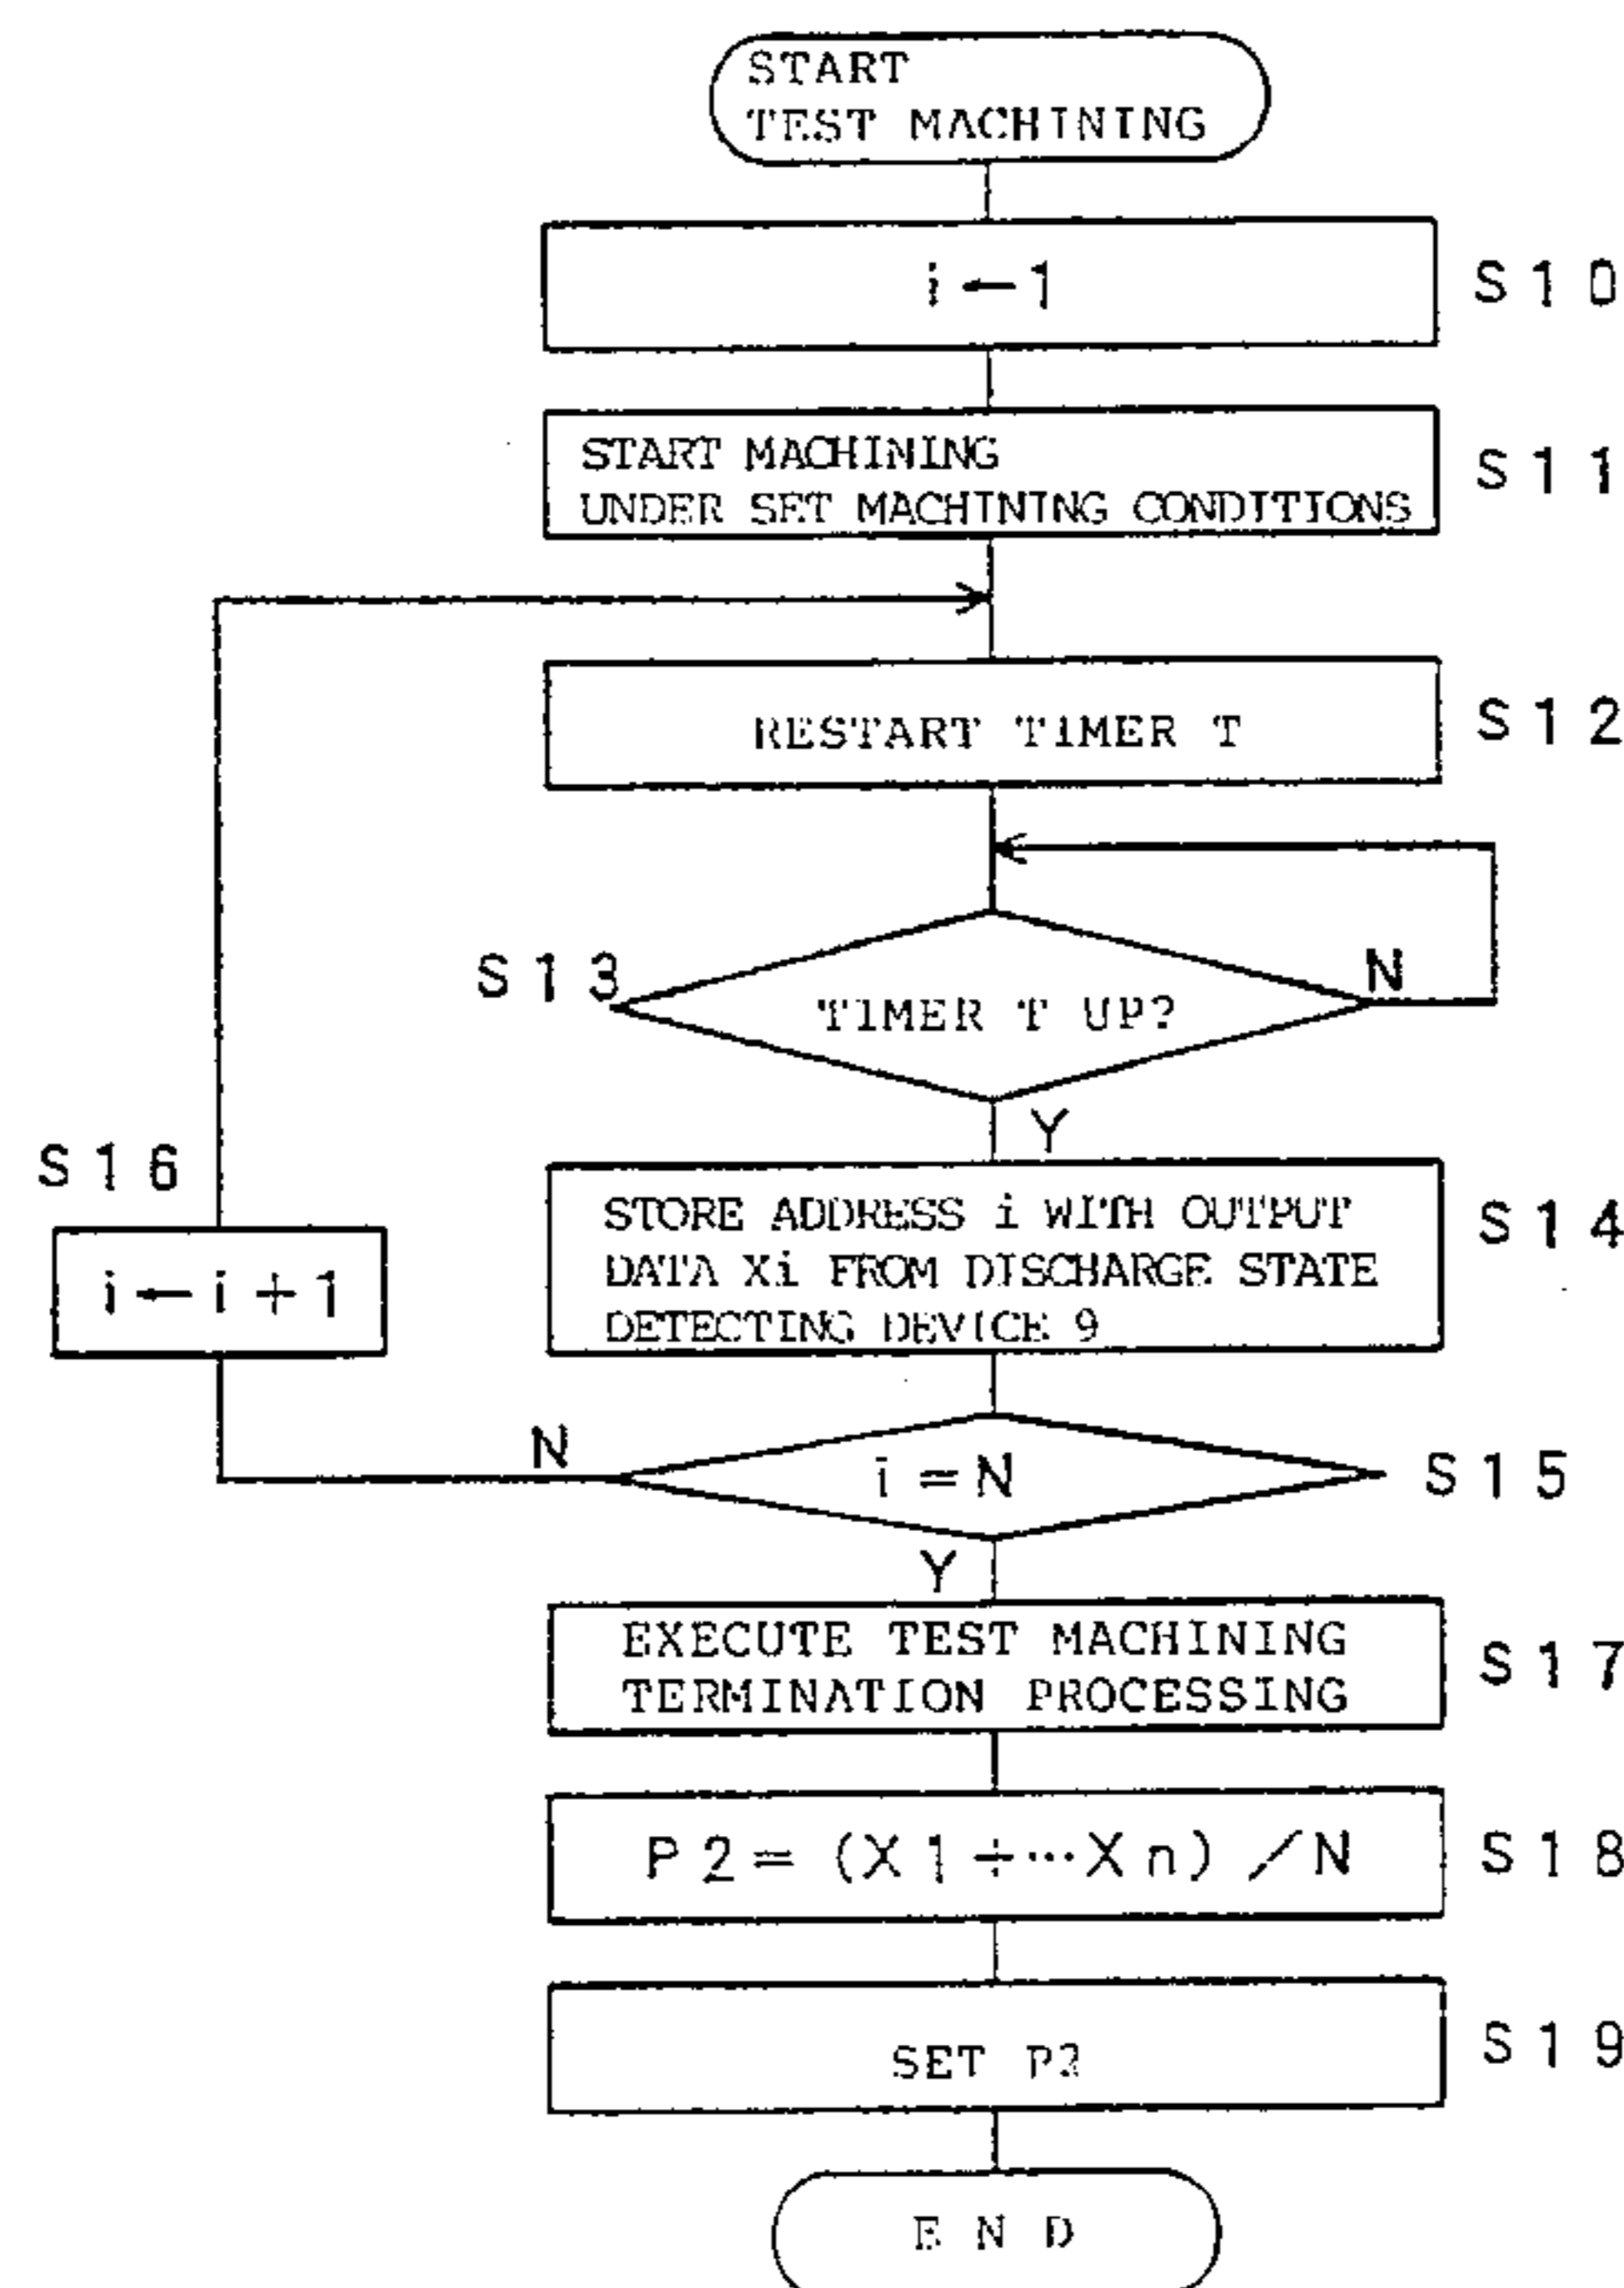 START
TEST MACHINING
i ← 1
S10
START MACHINING
UNDER SET MACHINING CONDITIONS
S11
RESTART TIMER T
S12
S13
TIMER T UP?
N
Y
S16
i ← i + 1
STORE ADDRESS i WITH OUTPUT
DATA Xi FROM DISCHARGE STATE
DETECTING DEVICE 9
S14
N
i = N
S15
Y
EXECUTE TEST MACHINING
TERMINATION PROCESSING
S17
P2 = (X1 + ··· Xn) / N
S18
SET P2
S19
END